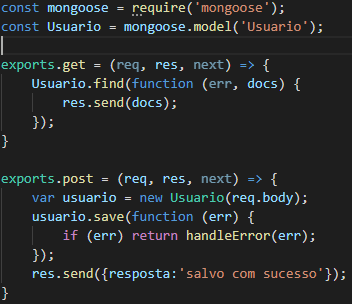 const mongoose = require('mongoose');
const Usuario = mongoose.model('Usuario');

exports.get = (req, res, next) => {
    Usuario.find(function (err, docs) {
        res.send(docs);
    });
}

exports.post = (req, res, next) => {
    var usuario = new Usuario(req.body);
    usuario.save(function (err) {
        if (err) return handleError(err);
    });
    res.send({resposta:'salvo com sucesso'});
}